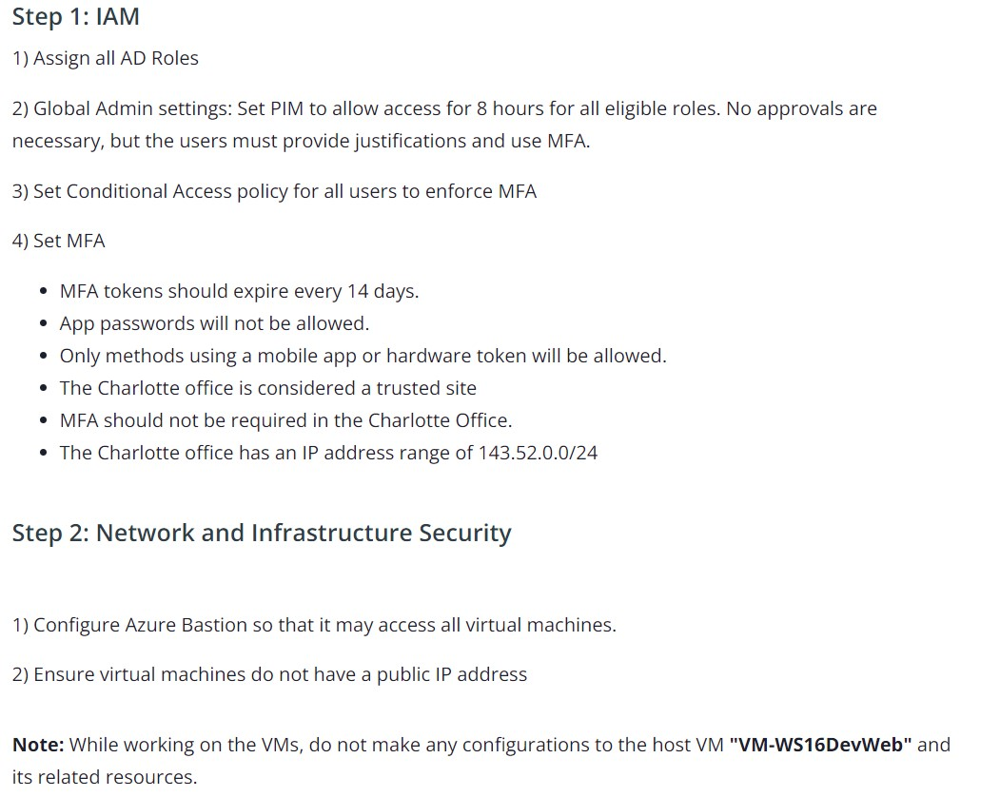 Step 1: IAM
1) Assign all AD Roles
2) Global Admin settings: Set PIM to allow access for 8 hours for all eligible roles. No approvals are
necessary, but the users must provide justifications and use MFA.
3) Set Conditional Access policy for all users to enforce MFA
4) Set MFA
• MFA tokens should expire every 14 days.
• App passwords will not be allowed.
• Only methods using a mobile app or hardware token will be allowed.
• The Charlotte office is considered a trusted site
• MFA should not be required in the Charlotte Office.
• The Charlotte office has an IP address range of 143.52.0.0/24
Step 2: Network and Infrastructure Security
1) Configure Azure Bastion so that it may access all virtual machines.
2) Ensure virtual machines do not have a public IP address
Note: While working on the VMs, do not make any configurations to the host VM "VM-WS16DevWeb" and
its related resources.